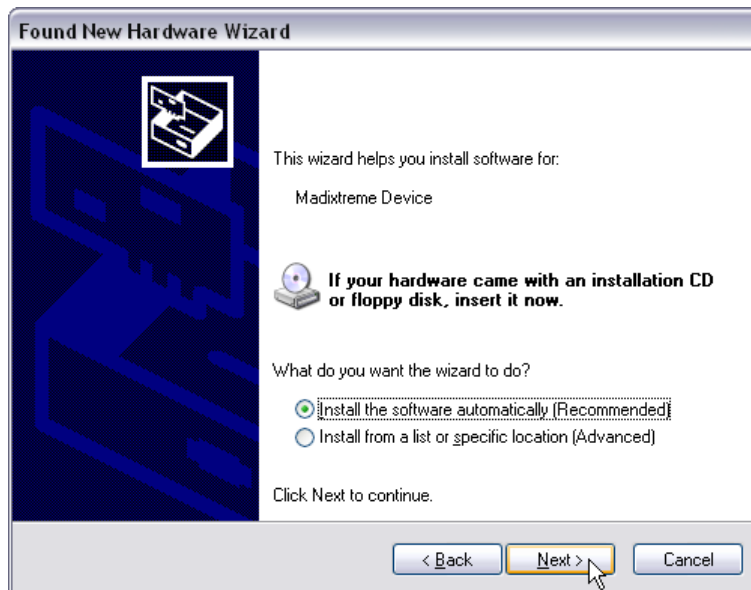 Found New Hardware Wizard
This wizard helps you install software for:
Madixtreme Device
If your hardware came with an installation CD
or floppy disk, insert it now.
What do you want the wizard to do?
Install the software automatically (Recommended)
Install from a list or specific location (Advanced)
Click Next to continue.
< Back
Next >
Cancel